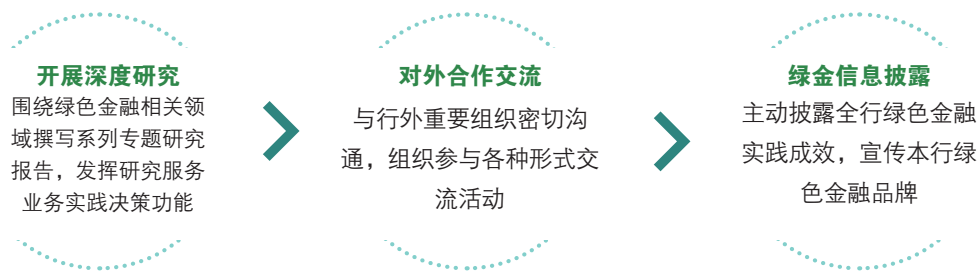 开展深度研究
围绕绿色金融相关领
域撰写系列专题研究
报告，发挥研究服务
业务实践决策功能
对外合作交流
与行外重要组织密切沟
通，组织参与各种形式交
流活动
绿金信息披露
主动披露全行绿色金融
实践成效，宣传本行绿
色金融品牌